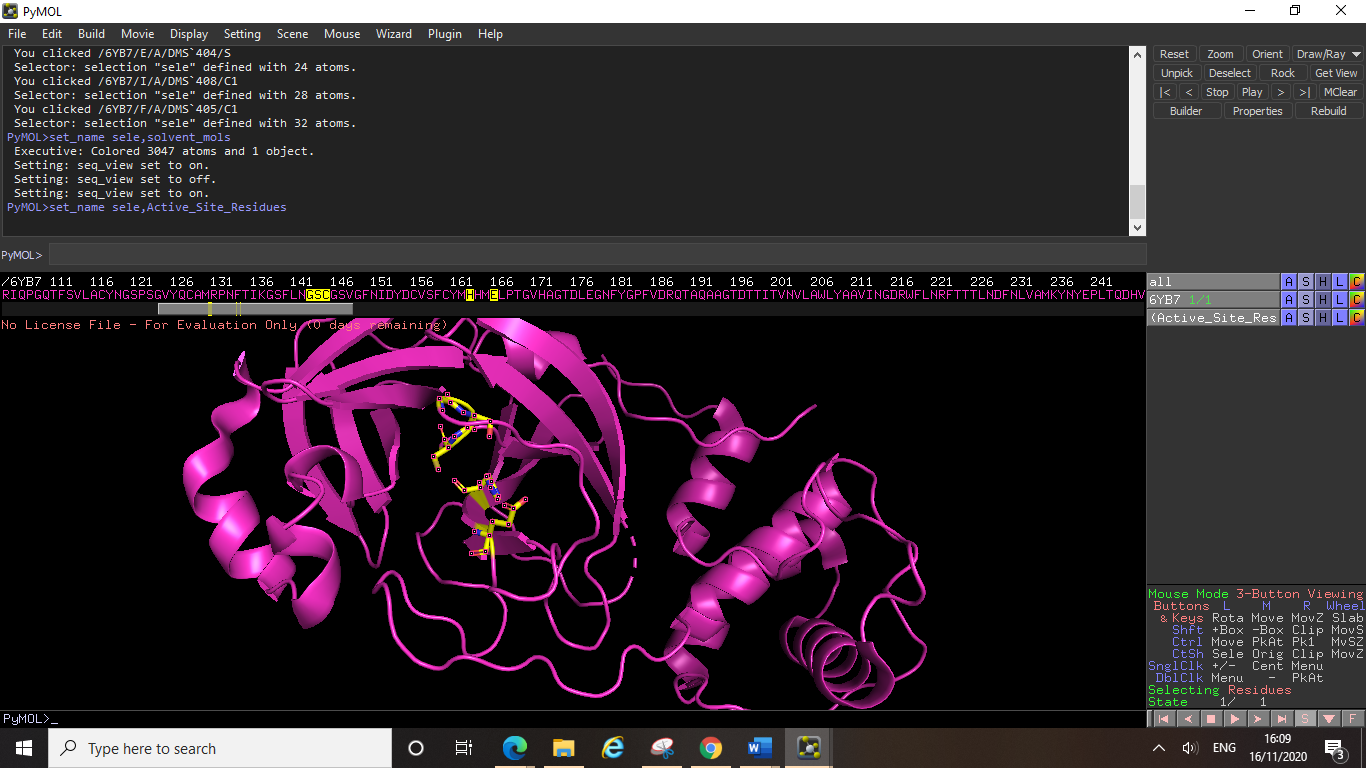 PyMOL
File Edit Build Movie Display Setting Scene Mouse Wizard Plugin Help
You clicked /6YB7/E/A/DMS`404/S
Selector: selection "sele" defined with 24 atoms.
You clicked /6YB7/I/A/DMS`408/C1
Selector: selection "sele" defined with 28 atoms.
You clicked /6YB7/F/A/DMS`405/C1
Selector: selection "sele" defined with 32 atoms.
PyMOL>set_name sele,solvent_mols
Executive: Colored 3047 atoms and 1 object.
Setting: seq_view set to on.
Setting: seq_view set to off.
Setting: seq_view set to on.
PyMOL>set_name sele,Active_Site_Residues
Reset Zoom Orient Draw/Ray
Unpick Deselect Rock Get View
|< < Stop Play > >| MClear
Builder Properties Rebuild
PyMOL>
/6YB7 111 116 121 126 131 136 141 146 151 156 161 166 171 176 181 186 191 196 201 206 211 216 221 226 231 236 241
RIQPGQTFSVLACYNGSPSGVYQCAMRPNFTIKGSFLNGSCGSVGFNIDYDCVSFCYMHHMELPTGVHAGTDLEGNFYGPFVDRQTAQAAGTDTTITVNVLAWLYAAVINGDRWFLNRFTTTLNDFNLVAMKYNYEPLTQDHV
No License File - For Evaluation Only (0 days remaining)
all A S H L C
6YB7 1/1 A S H L C
(Active_Site_Res A S H L C
Mouse Mode 3-Button Viewing
Buttons L M R Wheel
& Keys Rota Move MovZ Slab
Shft +Box -Box Clip MovS
Ctrl Move PkAt Pk1 MvSZ
CtSh Sele Orig Clip MovZ
SnglClk +/- Cent Menu
DblClk Menu - PkAt
Selecting Residues
State 1/ 1
PyMOL>_
S F
Type here to search
ENG
16:09
16/11/2020
3